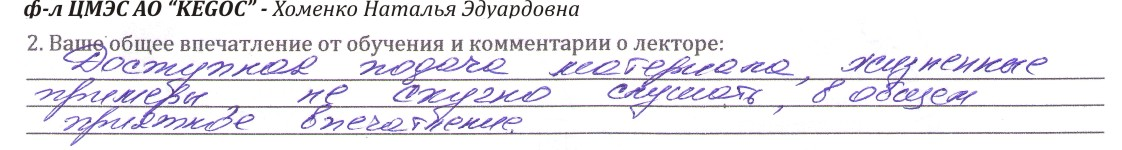 ф-л ЦМЭС АО “KEGOC” - Хоменко Наталья Эдуардовна
2. Ваше общее впечатление от обучения и комментарии о лекторе:
Доступная подача материала, жизненные
примеры, не скучно слушать, в общем
приятное впечатление.